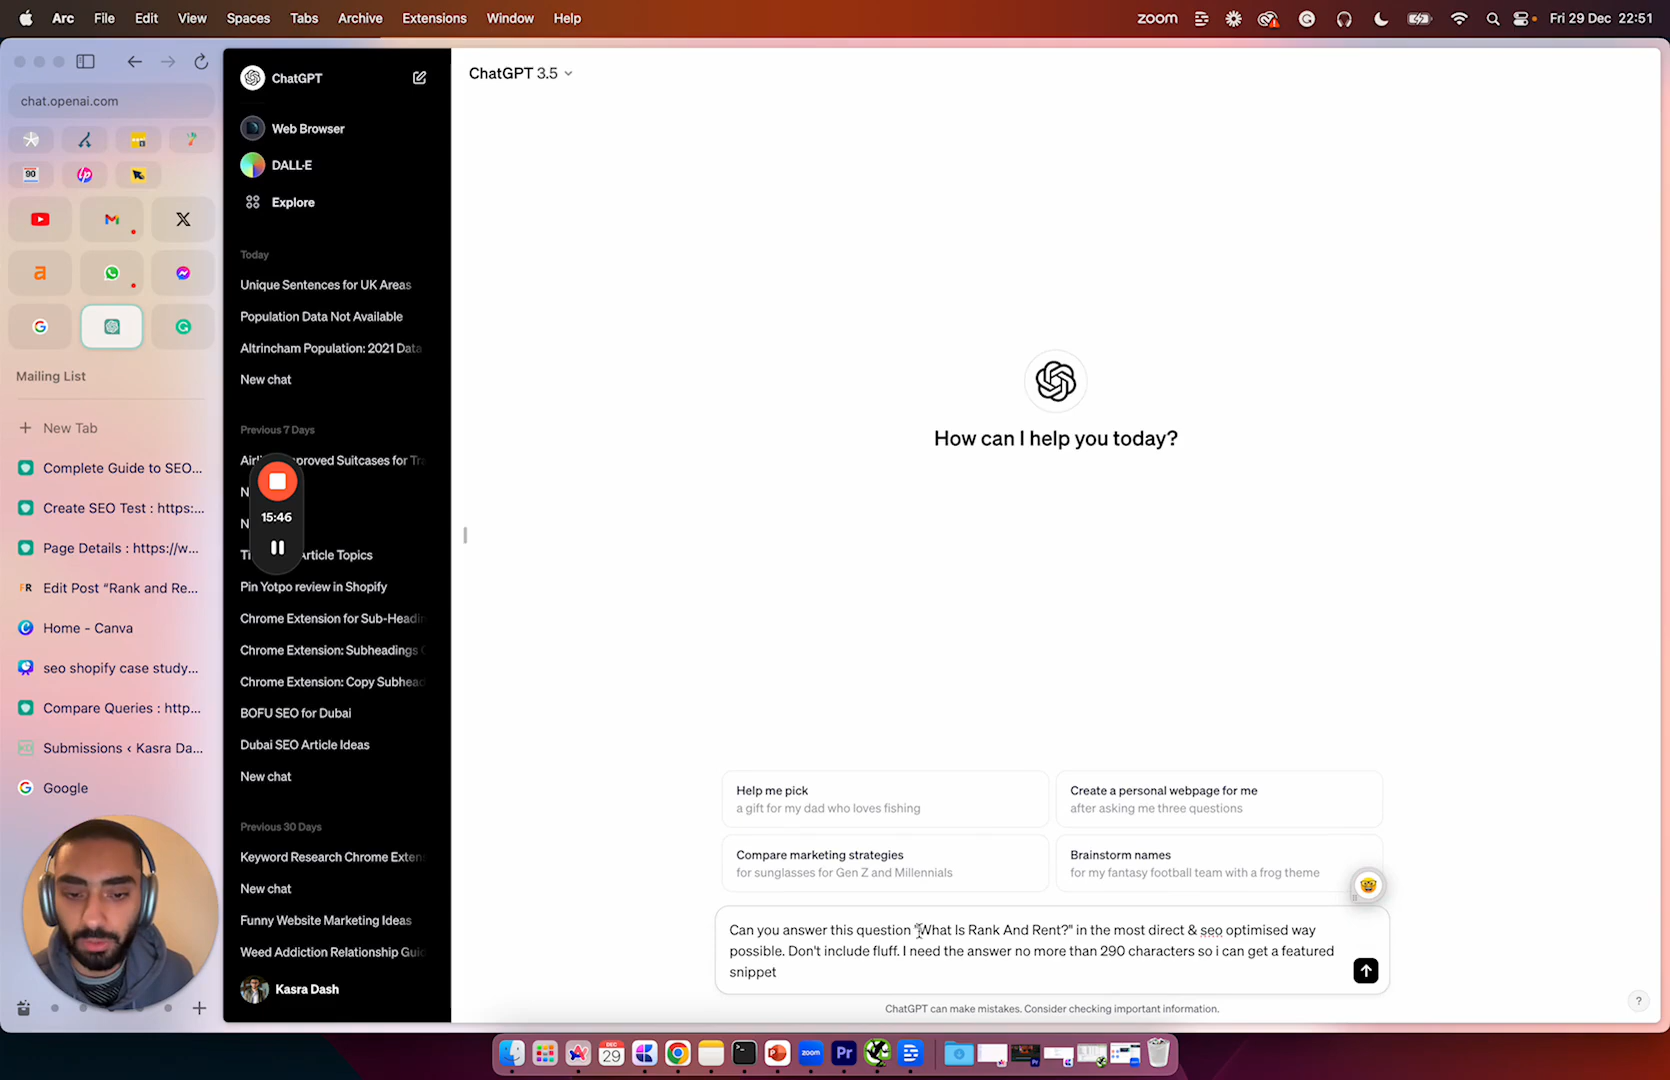 Arc File Edit View Spaces Tabs Archive Extensions Window Help
zoom Fri 29 Dec 22:51
chat.openai.com
90
Mailing List
New Tab
Complete Guide to SEO...
Create SEO Test : https:...
Page Details : https://w...
FR Edit Post “Rank and Re...
Home - Canva
seo shopify case study...
Compare Queries : http...
Submissions ‹ Kasra Da...
Google
ChatGPT
Web Browser
DALL·E
Explore
Today
Unique Sentences for UK Areas
Population Data Not Available
Altrincham Population: 2021 Data
New chat
Previous 7 Days
15:46
Pin Yotpo review in Shopify
Chrome Extension for Sub-Headi
Chrome Extension: Subheadings
Chrome Extension: Copy Subhead
BOFU SEO for Dubai
Dubai SEO Article Ideas
New chat
Previous 30 Days
Keyword Research Chrome Exten
New chat
Funny Website Marketing Ideas
Weed Addiction Relationship Guid
Kasra Dash
ChatGPT 3.5
How can I help you today?
Help me pick
a gift for my dad who loves fishing
Create a personal webpage for me
after asking me three questions
Compare marketing strategies
for sunglasses for Gen Z and Millennials
Brainstorm names
for my fantasy football team with a frog theme
Can you answer this question "What Is Rank And Rent?" in the most direct & seo optimised way
possible. Don't include fluff. I need the answer no more than 290 characters so i can get a featured
snippet
ChatGPT can make mistakes. Consider checking important information.
?
DEC
29
zoom
Pr